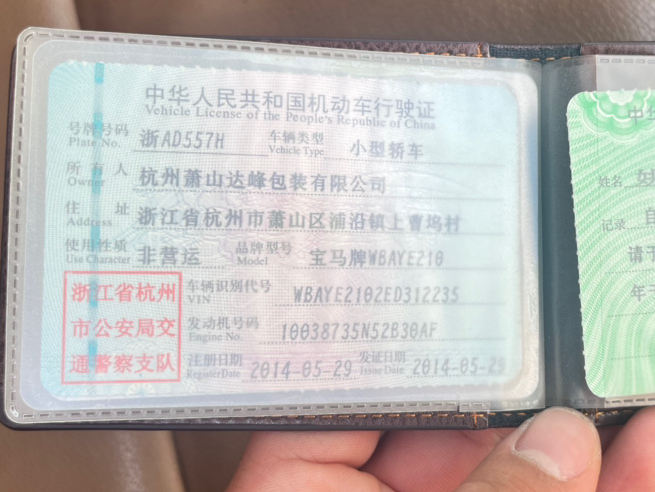 中华人民共和国机动车行驶证
Vehicle License of the People's Republic of China
号牌号码 浙AD557H 车辆类型 小型轿车
Plate No. Vehicle Type
所有人 杭州萧山达峰包装有限公司
Owner
住址 浙江省杭州市萧山区浦沿镇上曹坞村
Address
使用性质 非营运 品牌型号 宝马牌WBAYE210
Use Character Model
浙江省杭州
市公安局交
通警察支队
车辆识别代号 WBAYE2102ED312235
VIN
发动机号码 10038735N52B30AF
Engine No.
注册日期 2014-05-29 发证日期 2014-05-29
Register Date Issue Date
中华
姓名
记录
请于
年于